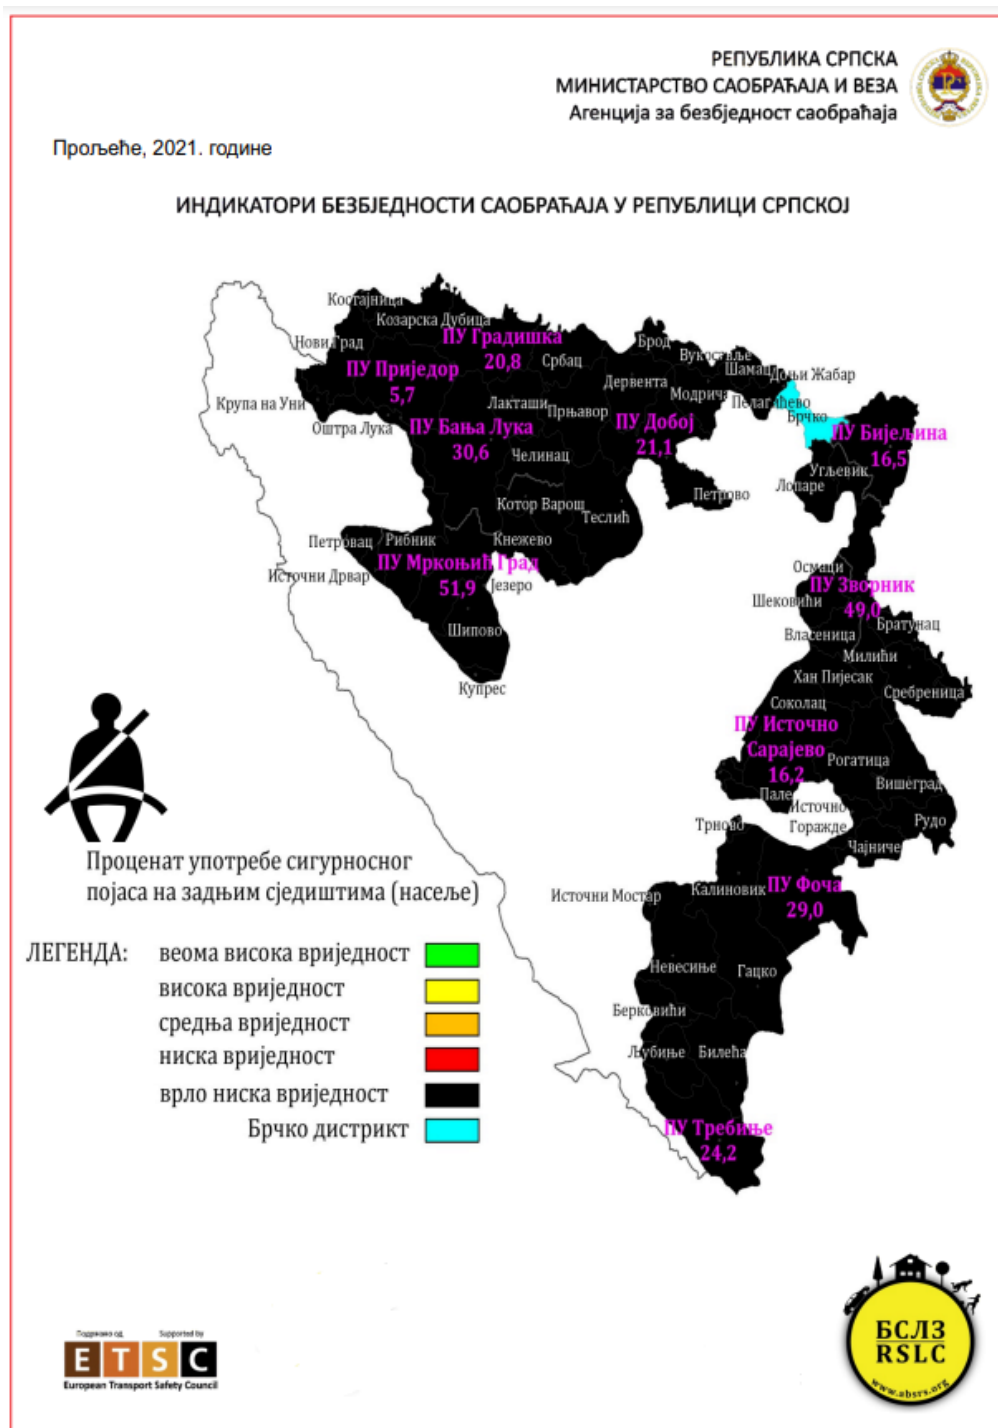 РЕПУБЛИКА СРПСКА
МИНИСТАРСТВО САОБРАЋАЈА И ВЕЗА
Агенција за безбједност саобраћаја
Прољеће, 2021. године
ИНДИКАТОРИ БЕЗБЈЕДНОСТИ САОБРАЋАЈА У РЕПУБЛИЦИ СРПСКОЈ
Костајница
Козарска Дубица
Нови Град
ПУ Градишка
20,8
Србац
Брод
Вукосавље
Шамац
Доњи Жабар
ПУ Приједор
5,7
Дервента
Модрича
Пелагићево
Крупа на Уни
Лакташи
Прњавор
Брчко
Оштра Лука
ПУ Бања Лука
30,6
ПУ Добој
21,1
ПУ Бијељина
16,5
Челинац
Угљевик
Лопаре
Котор Варош
Теслић
Петрово
Петровац
Рибник
Кнежево
Источни Дрвар
ПУ Мркоњић Град
51,9
Језеро
Осмаци
ПУ Зворник
49,0
Шековићи
Братунац
Шипово
Власеница
Милићи
Купрес
Хан Пијесак
Сребреница
Соколац
ПУ Источно
Сарајево
16,2
Рогатица
Вишеград
Пале
Источно
Горажде
Рудо
Трново
Чајниче
Проценат употребе сигурносног
појаса на задњим сједиштима (насеље)
Источни Мостар
Калиновик
ПУ Фоча
29,0
Невесиње
Гацко
Берковићи
Љубиње
Билећа
ПУ Требиње
24,2
ЛЕГЕНДА:
веома висока вриједност
висока вриједност
средња вриједност
ниска вриједност
врло ниска вриједност
Брчко дистрикт
Подржано од Supported by
ETSC
European Transport Safety Council
БСЛЗ
RSLC
www.absrs.org